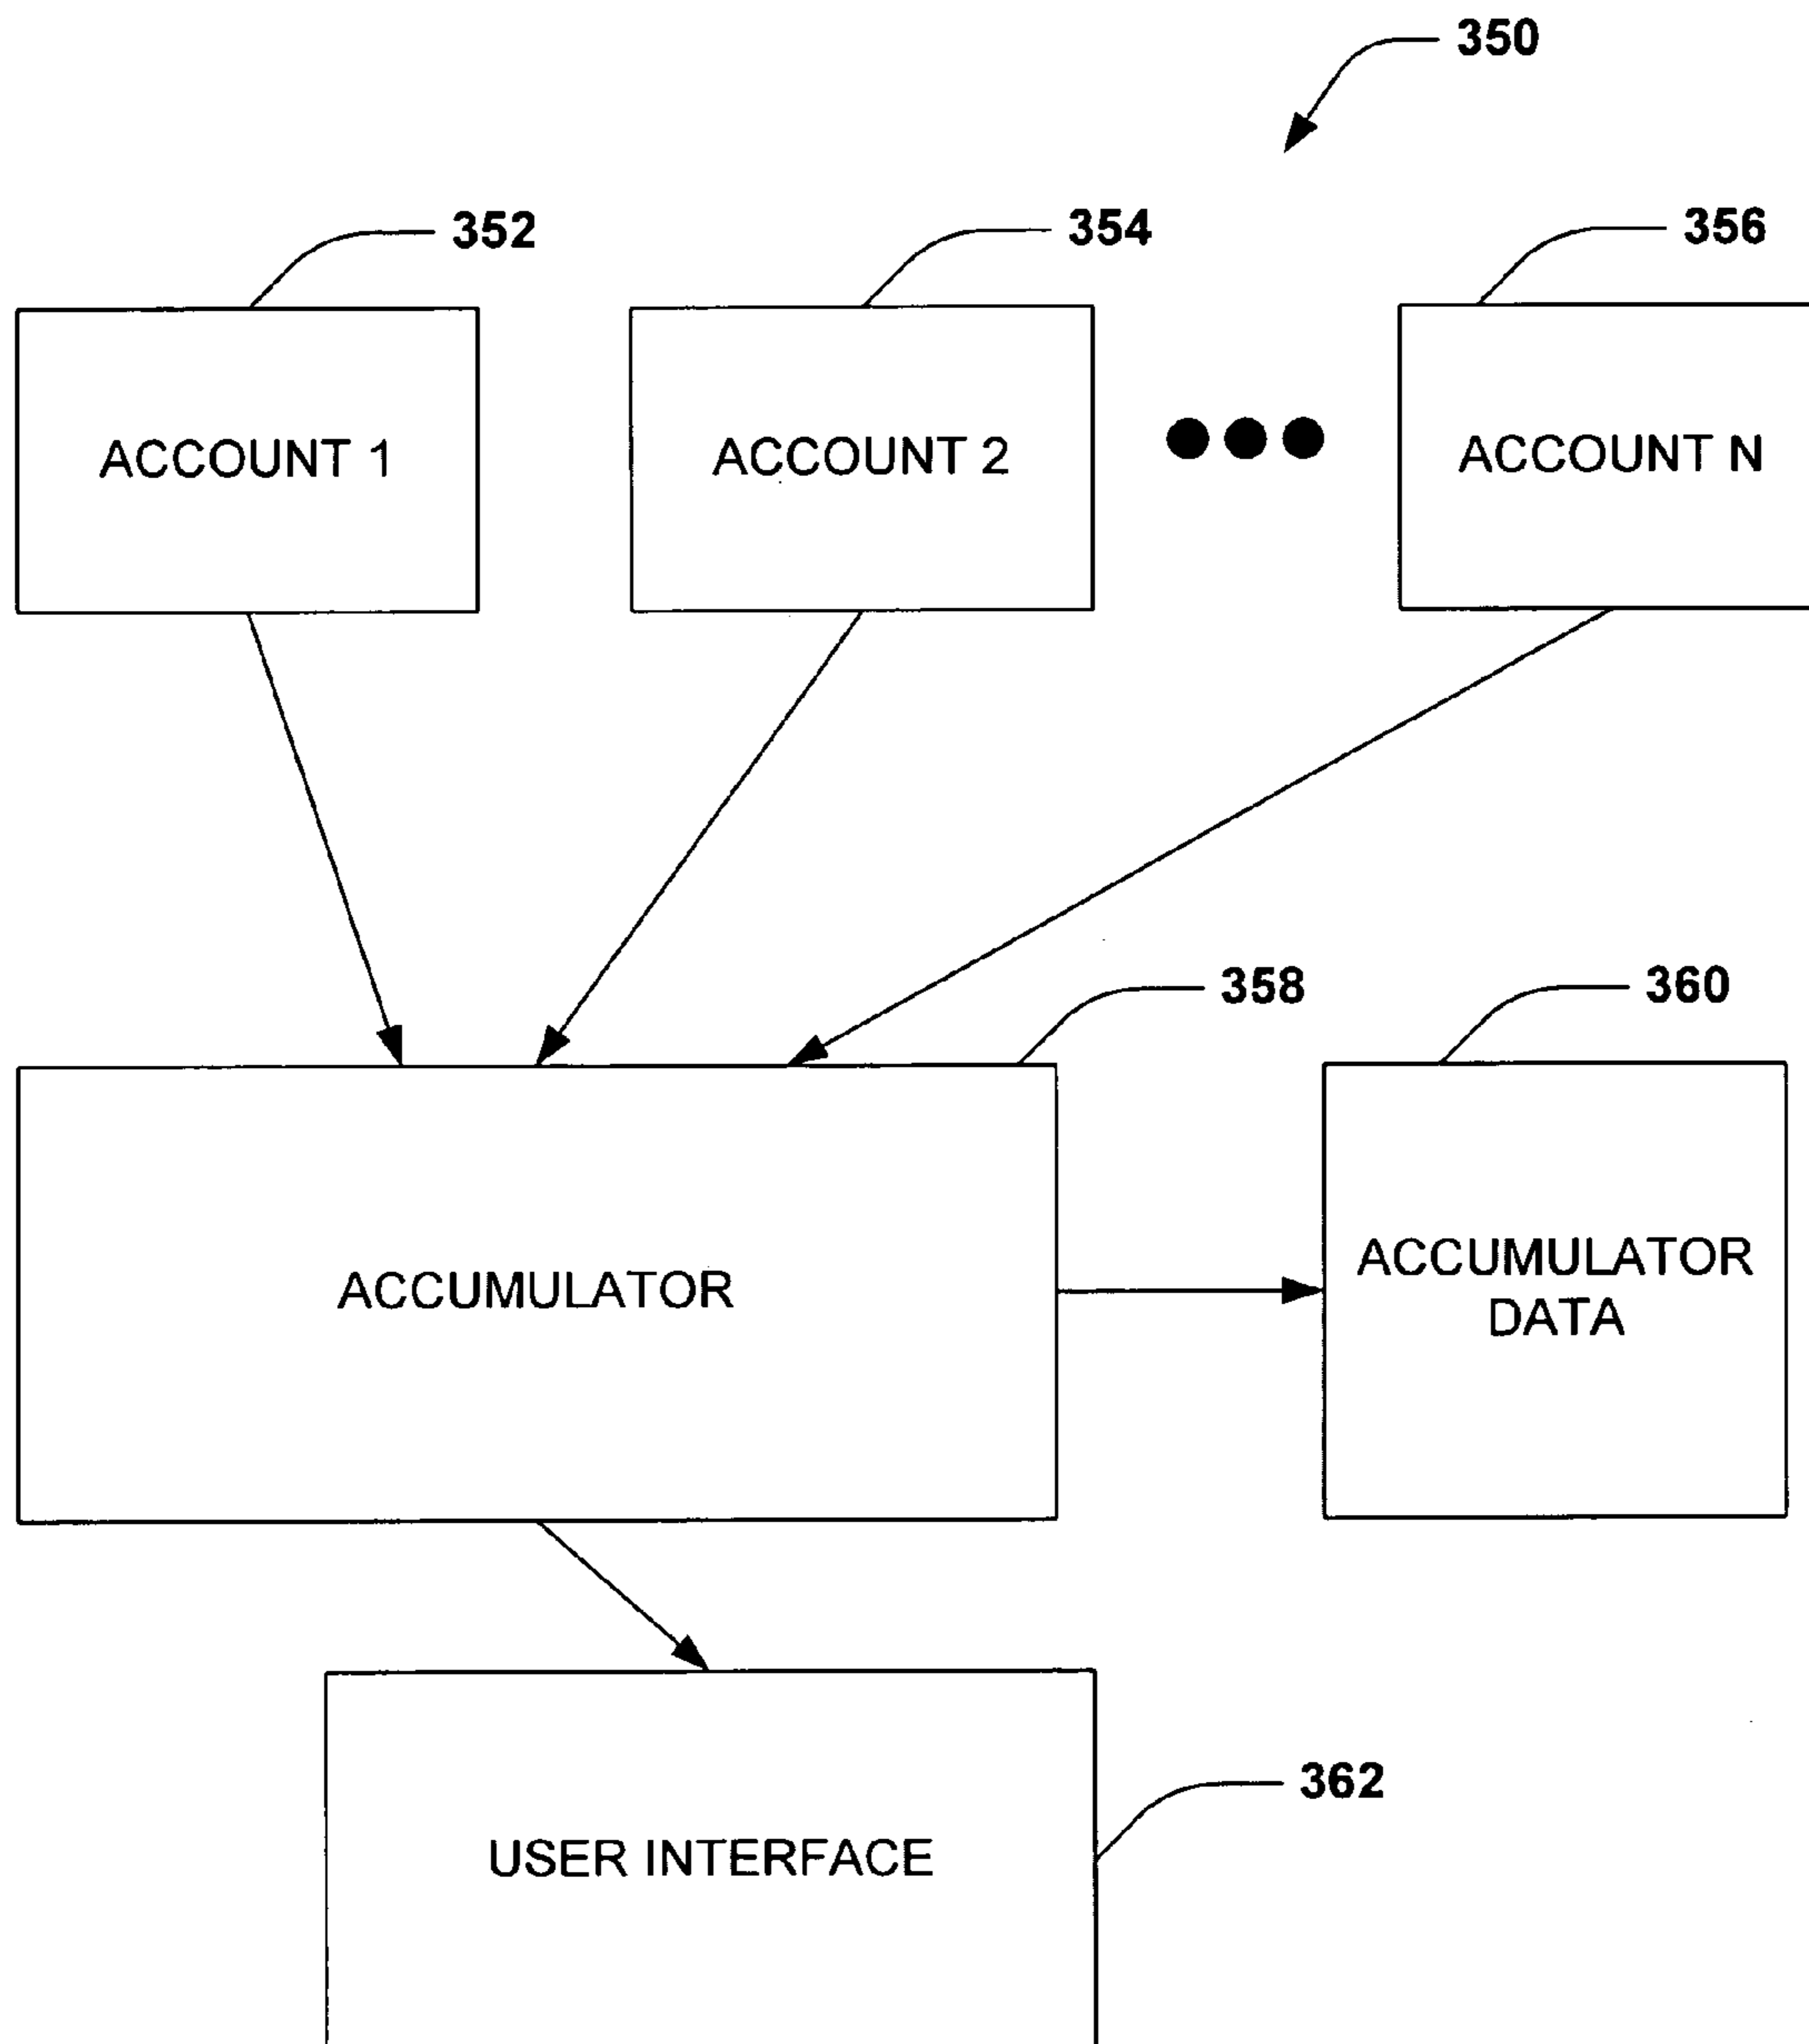 350
352
354
356
ACCOUNT 1
ACCOUNT 2
ACCOUNT N
358
360
ACCUMULATOR
ACCUMULATOR
DATA
362
USER INTERFACE